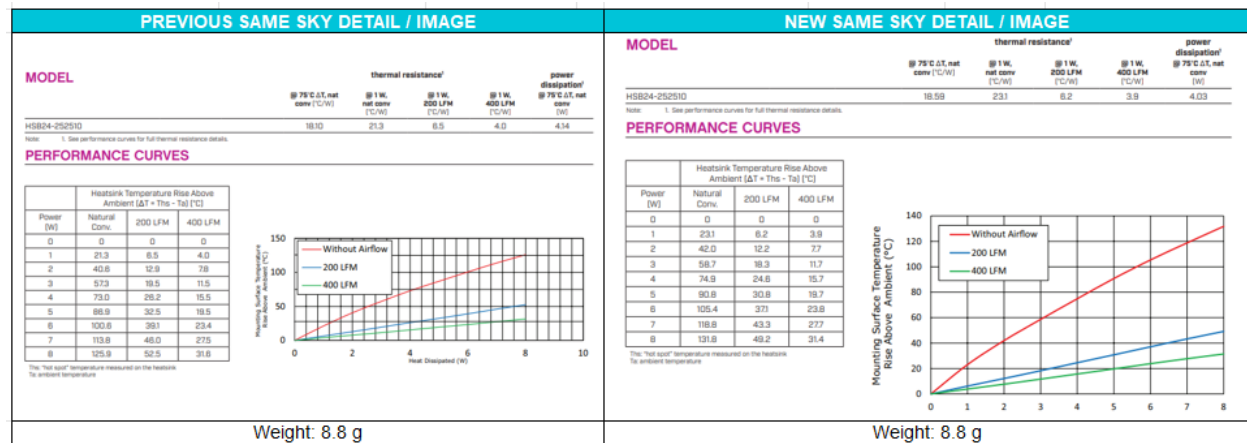 PREVIOUS SAME SKY DETAIL / IMAGE
MODEL
thermal resistance¹
power dissipation¹
@ 75°C ΔT, nat conv [°C/W]
@ 1 W, nat conv [°C/W]
@ 1 W, 200 LFM [°C/W]
@ 1 W, 400 LFM [°C/W]
@ 75°C ΔT, nat conv [W]
HSB24-252510 18.10 21.3 6.5 4.0 4.14
Note: 1. See performance curves for full thermal resistance details.
PERFORMANCE CURVES
Heatsink Temperature Rise Above
Ambient (ΔT = Ths - Ta) [°C]
Power [W] Natural Conv. 200 LFM 400 LFM
0 0 0 0
1 21.3 6.5 4.0
2 40.6 12.9 7.8
3 57.3 19.5 11.5
4 73.0 26.2 15.5
5 86.9 32.5 19.5
6 100.6 39.1 23.4
7 113.8 46.0 27.5
8 125.9 52.5 31.6
Ths: "hot spot" temperature measured on the heatsink
Ta: ambient temperature
Mounting Surface Temperature
Rise Above Ambient (°C)
150
100
50
0
Without Airflow
200 LFM
400 LFM
0 2 4 6 8 10
Heat Dissipated (W)
Weight: 8.8 g
NEW SAME SKY DETAIL / IMAGE
MODEL
thermal resistance¹
power dissipation¹
@ 75°C ΔT, nat conv [°C/W]
@ 1 W, nat conv [°C/W]
@ 1 W, 200 LFM [°C/W]
@ 1 W, 400 LFM [°C/W]
@ 75°C ΔT, nat conv [W]
HSB24-252510 18.59 23.1 6.2 3.9 4.03
Note: 1. See performance curves for full thermal resistance details.
PERFORMANCE CURVES
Heatsink Temperature Rise Above
Ambient (ΔT = Ths - Ta) [°C]
Power [W] Natural Conv. 200 LFM 400 LFM
0 0 0 0
1 23.1 6.2 3.9
2 42.0 12.2 7.7
3 58.7 18.3 11.7
4 74.9 24.6 15.7
5 90.8 30.8 19.7
6 105.4 37.1 23.8
7 118.8 43.3 27.7
8 131.8 49.2 31.4
Ths: "hot spot" temperature measured on the heatsink
Ta: ambient temperature
Mounting Surface Temperature
Rise Above Ambient (°C)
140
120
100
80
60
40
20
0
Without Airflow
200 LFM
400 LFM
0 1 2 3 4 5 6 7 8
Weight: 8.8 g